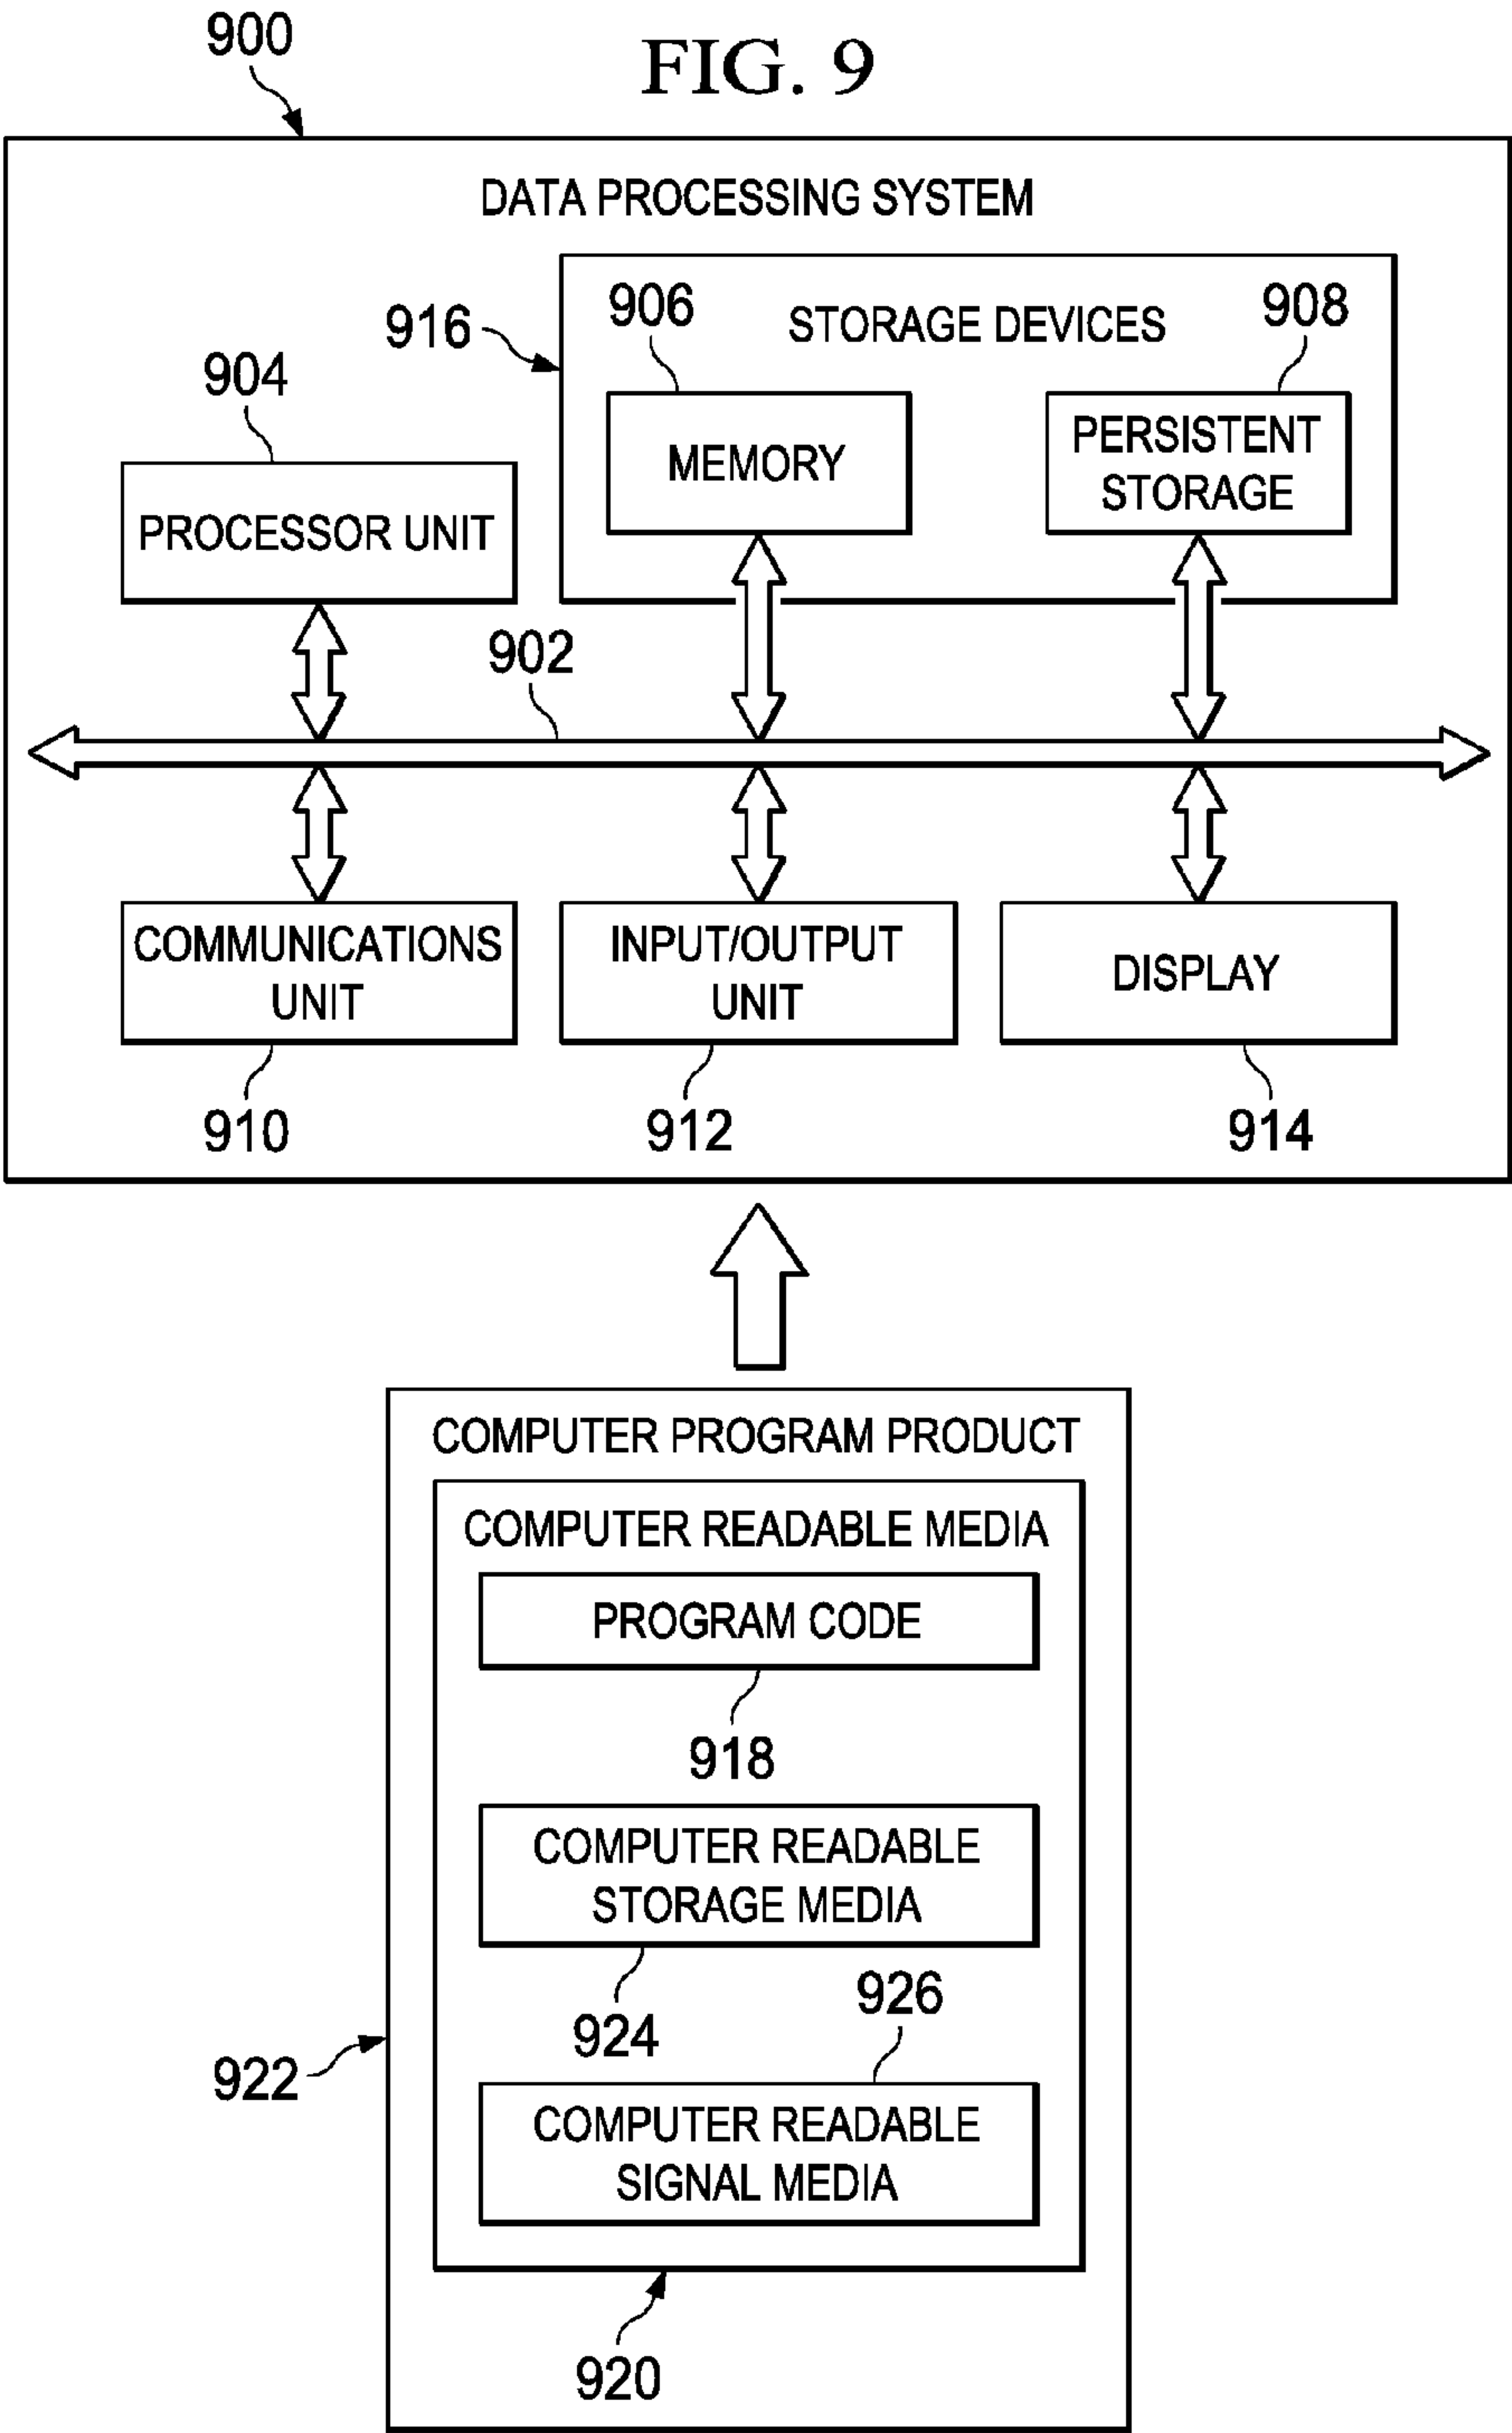 900
FIG. 9
DATA PROCESSING SYSTEM
916
906
STORAGE DEVICES
908
904
MEMORY
PERSISTENT
STORAGE
PROCESSOR UNIT
902
COMMUNICATIONS
UNIT
INPUT/OUTPUT
UNIT
DISPLAY
910
912
914
COMPUTER PROGRAM PRODUCT
COMPUTER READABLE MEDIA
PROGRAM CODE
918
COMPUTER READABLE
STORAGE MEDIA
924
926
922
COMPUTER READABLE
SIGNAL MEDIA
920